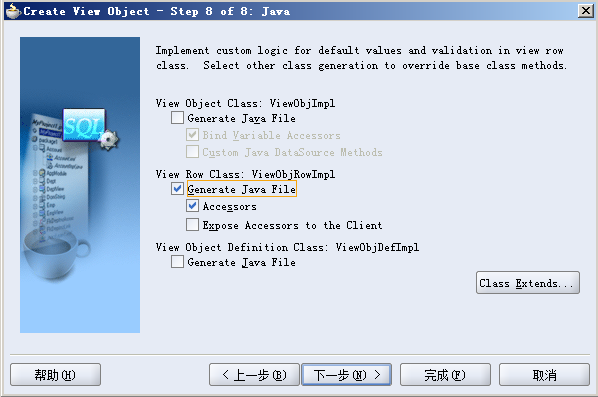 Create View Object - Step 8 of 8: Java
Implement custom logic for default values and validation in view row
class.  Select other class generation to override base class methods.
View Object Class: ViewObjImpl
Generate Java File
Bind Variable Accessors
Custom Java DataSource Methods
View Row Class: ViewObjRowImpl
Generate Java File
Accessors
Expose Accessors to the Client
View Object Definition Class: ViewObjDefImpl
Generate Java File
Class Extends...
SQL
帮助(H)
< 上一步(B)
下一步(N) >
完成(F)
取消